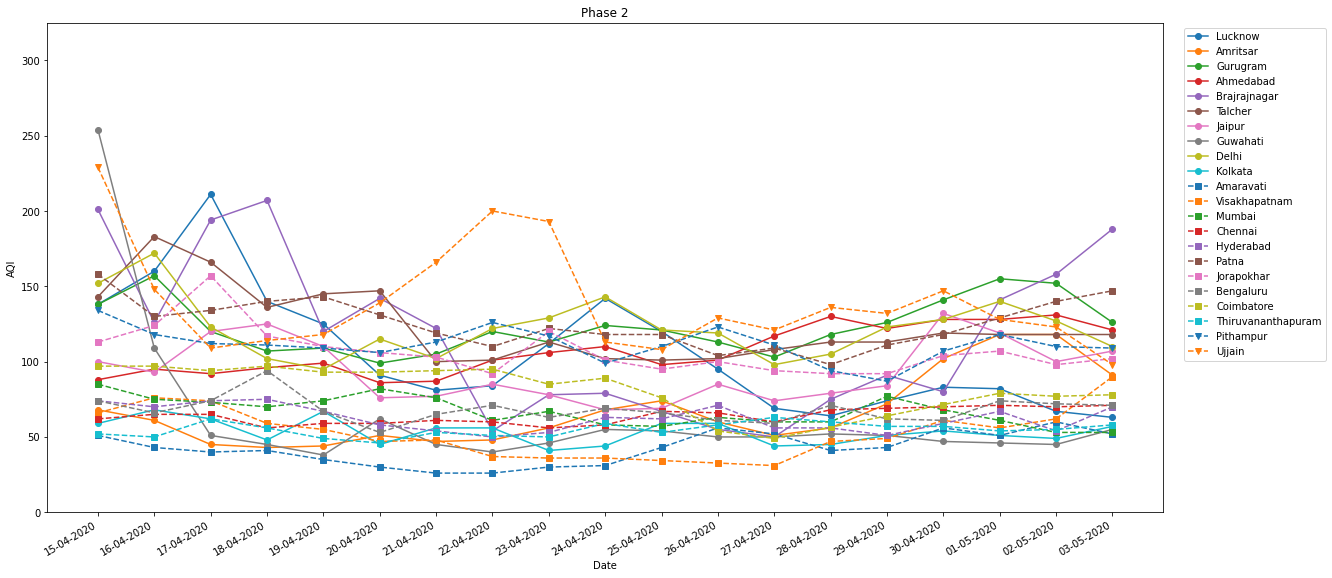 Phase 2
AQI
300
250
200
150
100
50
0
15-04-2020
16-04-2020
17-04-2020
18-04-2020
19-04-2020
20-04-2020
21-04-2020
22-04-2020
23-04-2020
24-04-2020
25-04-2020
26-04-2020
27-04-2020
28-04-2020
29-04-2020
30-04-2020
01-05-2020
02-05-2020
03-05-2020
Date
Lucknow
Amritsar
Gurugram
Ahmedabad
Brajrajnagar
Talcher
Jaipur
Guwahati
Delhi
Kolkata
Amaravati
Visakhapatnam
Mumbai
Chennai
Hyderabad
Patna
Jorapokhar
Bengaluru
Coimbatore
Thiruvananthapuram
Pithampur
Ujjain